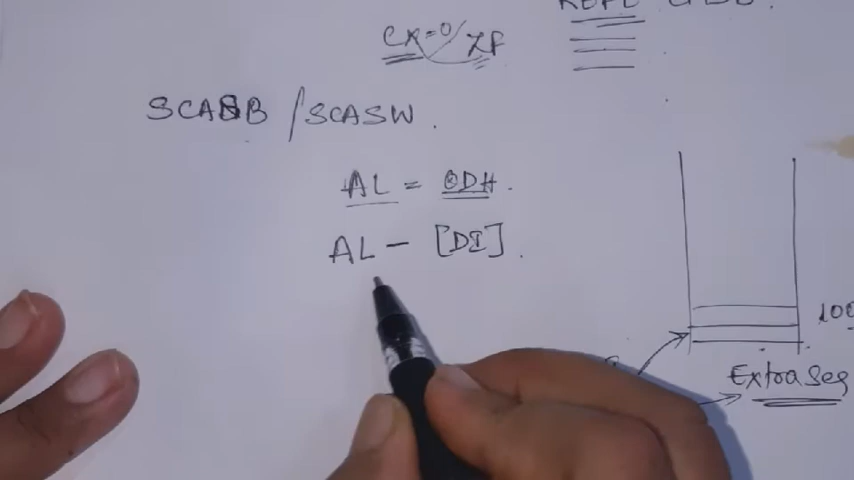 CX=0/ZF
SCASB / SCASW.
AL = 0DH.
AL - [DI].
Extra Seg